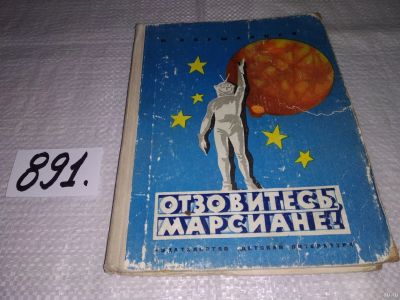 891.
ОТЗОВИТЕСЬ,
МАРСИАНЕ!
ИЗДАТЕЛЬСТВО ДЕТСКАЯ ЛИТЕРАТУРА